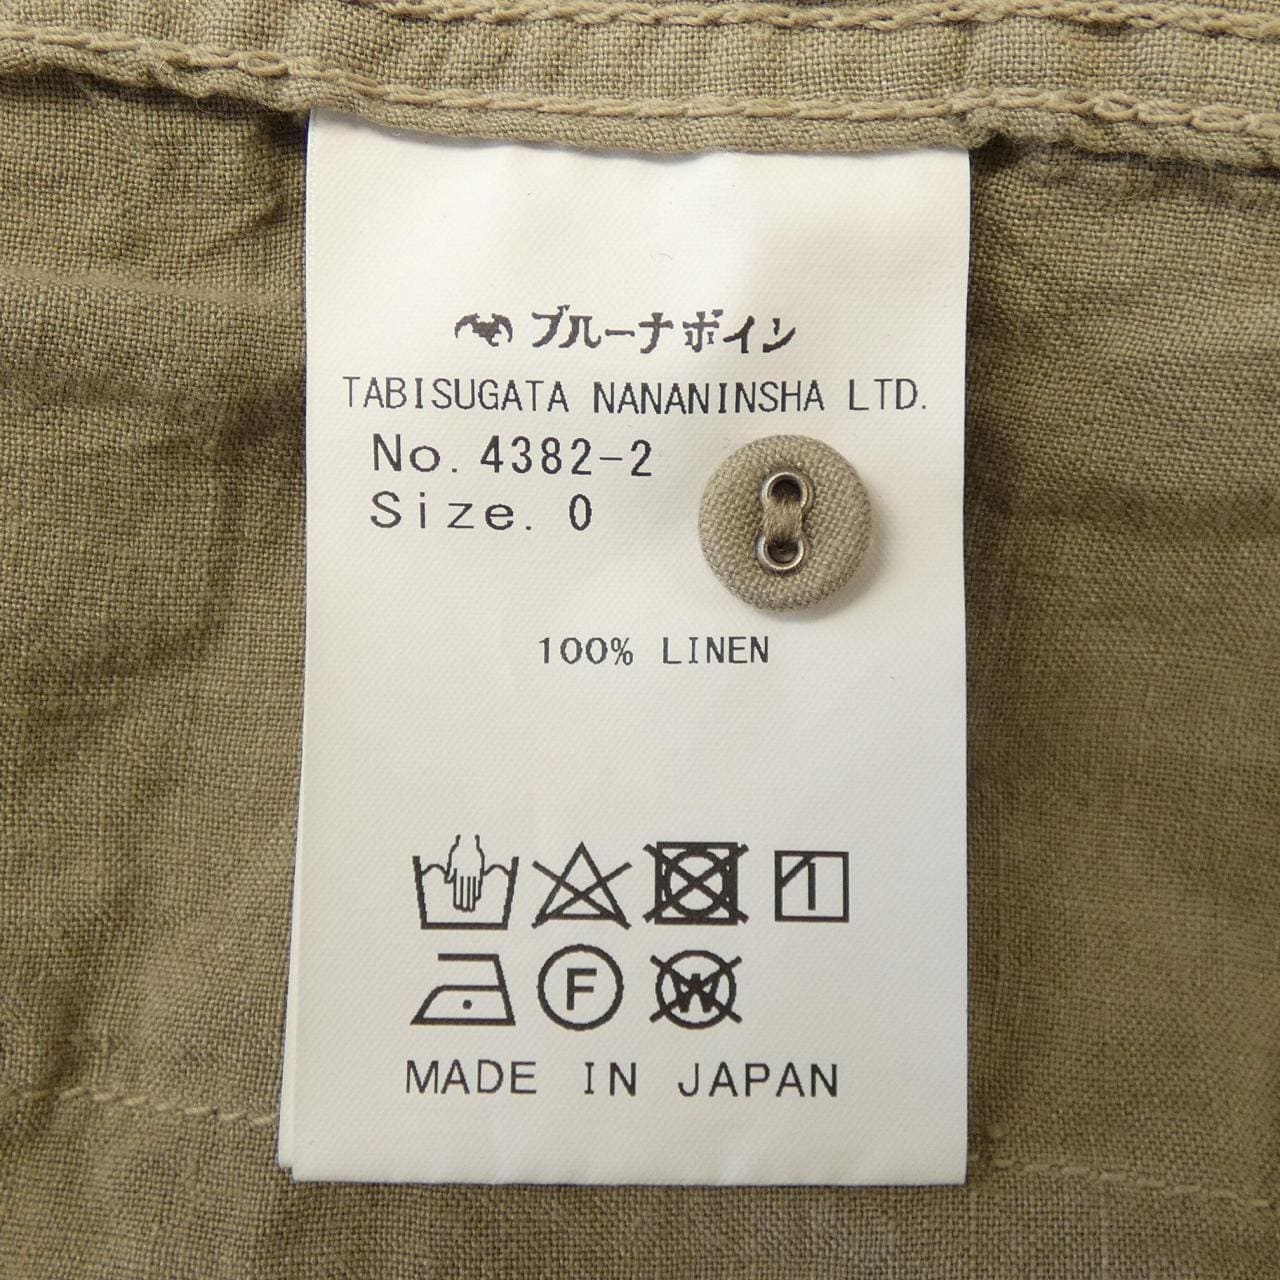 ブルーナボイン
TABISUGATA NANANINSHA LTD.
No. 4382-2
Size. 0
100% LINEN
1
F
W
MADE IN JAPAN